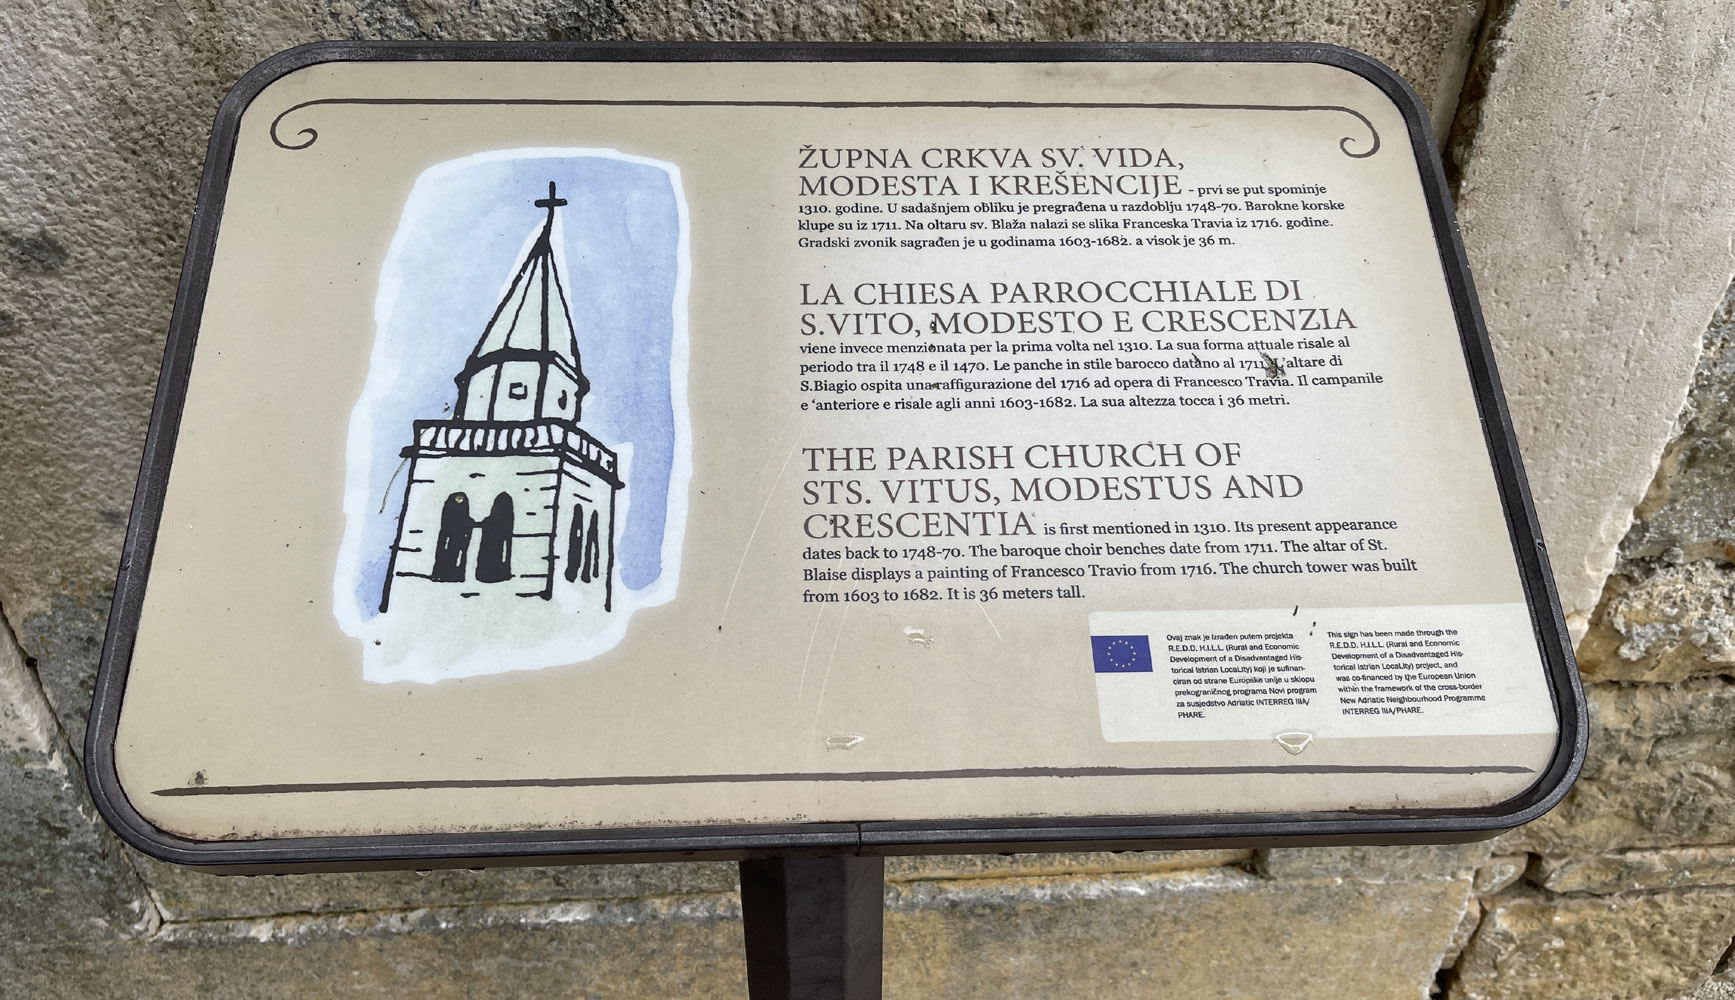 ŽUPNA CRKVA SV. VIDA,
MODESTA I KREŠENCIJE - prvi se put spominje
1310. godine. U sadašnjem obliku je pregrađena u razdoblju 1748-70. Barokne korske
klupe su iz 1711. Na oltaru sv. Blaža nalazi se slika Franceska Travia iz 1716. godine.
Gradski zvonik sagrađen je u godinama 1603-1682. a visok je 36 m.
LA CHIESA PARROCCHIALE DI
S.VITO, MODESTO E CRESCENZIA
viene invece menzionata per la prima volta nel 1310. La sua forma attuale risale al
periodo tra il 1748 e il 1470. Le panche in stile barocco datano al 1711. L'altare di
S.Biagio ospita una raffigurazione del 1716 ad opera di Francesco Travia. Il campanile
e 'anteriore e risale agli anni 1603-1682. La sua altezza tocca i 36 metri.
THE PARISH CHURCH OF
STS. VITUS, MODESTUS AND
CRESCENTIA is first mentioned in 1310. Its present appearance
dates back to 1748-70. The baroque choir benches date from 1711. The altar of St.
Blaise displays a painting of Francesco Travio from 1716. The church tower was built
from 1603 to 1682. It is 36 meters tall.
Ovaj znak je izrađen putem projekta
R.E.D.D. H.I.L.L. (Rural and Economic
Development of a Disadvantaged His-
torical Istrian LocaLity) koji je sufinan-
ciran od strane Europske unije u sklopu
prekograničnog programa Novi program
za susjedstvo Adriatic INTERREG IIIA/
PHARE.
This sign has been made through the
R.E.D.D. H.I.L.L. (Rural and Economic
Development of a Disadvantaged His-
torical Istrian LocaLity) project, and
was co-financed by the European Union
within the framework of the cross-border
New Adriatic Neighbourhood Programme
INTERREG IIIA/PHARE.